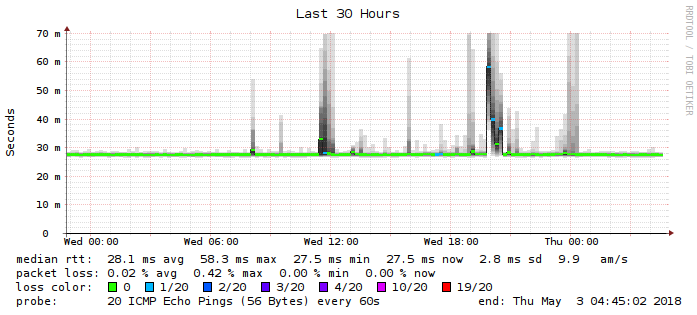 Last 30 Hours
RRDTOOL / TOBI OETIKER
Seconds
70 m
60 m
50 m
40 m
30 m
20 m
10 m
0
Wed 00:00 Wed 06:00 Wed 12:00 Wed 18:00 Thu 00:00
median rtt: 28.1 ms avg 58.3 ms max 27.5 ms min 27.5 ms now 2.8 ms sd 9.9 am/s
packet loss: 0.02 % avg 0.42 % max 0.00 % min 0.00 % now
loss color: 0 1/20 2/20 3/20 4/20 10/20 19/20
probe: 20 ICMP Echo Pings (56 Bytes) every 60s end: Thu May 3 04:45:02 2018